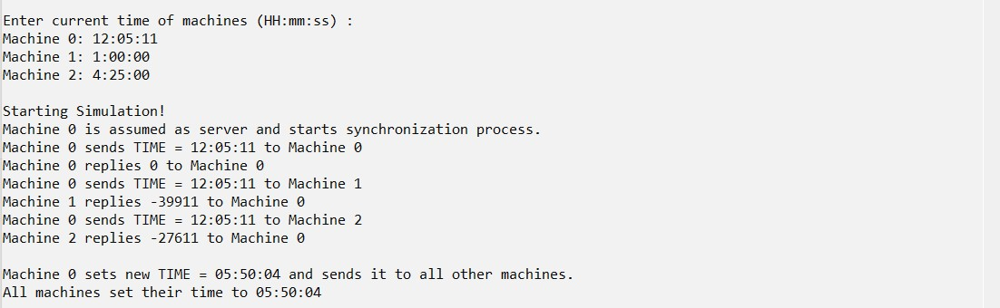 Enter current time of machines (HH:mm:ss) :
Machine 0: 12:05:11
Machine 1: 1:00:00
Machine 2: 4:25:00
Starting Simulation!
Machine 0 is assumed as server and starts synchronization process.
Machine 0 sends TIME = 12:05:11 to Machine 0
Machine 0 replies 0 to Machine 0
Machine 0 sends TIME = 12:05:11 to Machine 1
Machine 1 replies -39911 to Machine 0
Machine 0 sends TIME = 12:05:11 to Machine 2
Machine 2 replies -27611 to Machine 0
Machine 0 sets new TIME = 05:50:04 and sends it to all other machines.
All machines set their time to 05:50:04